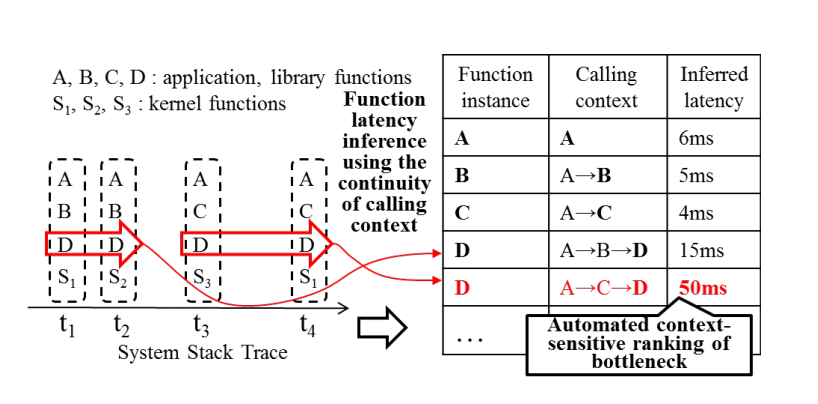 A, B, C, D : application, library functions
S1, S2, S3 : kernel functions
Function
latency
inference
using the
continuity
of calling
context
A A A A
B B C C
D D D D
S1 S2 S3 S1
t1 t2 t3 t4
System Stack Trace
Function instance Calling context Inferred latency
A A 6ms
B A→B 5ms
C A→C 4ms
D A→B→D 15ms
D A→C→D 50ms
...
Automated context-
sensitive ranking of
bottleneck